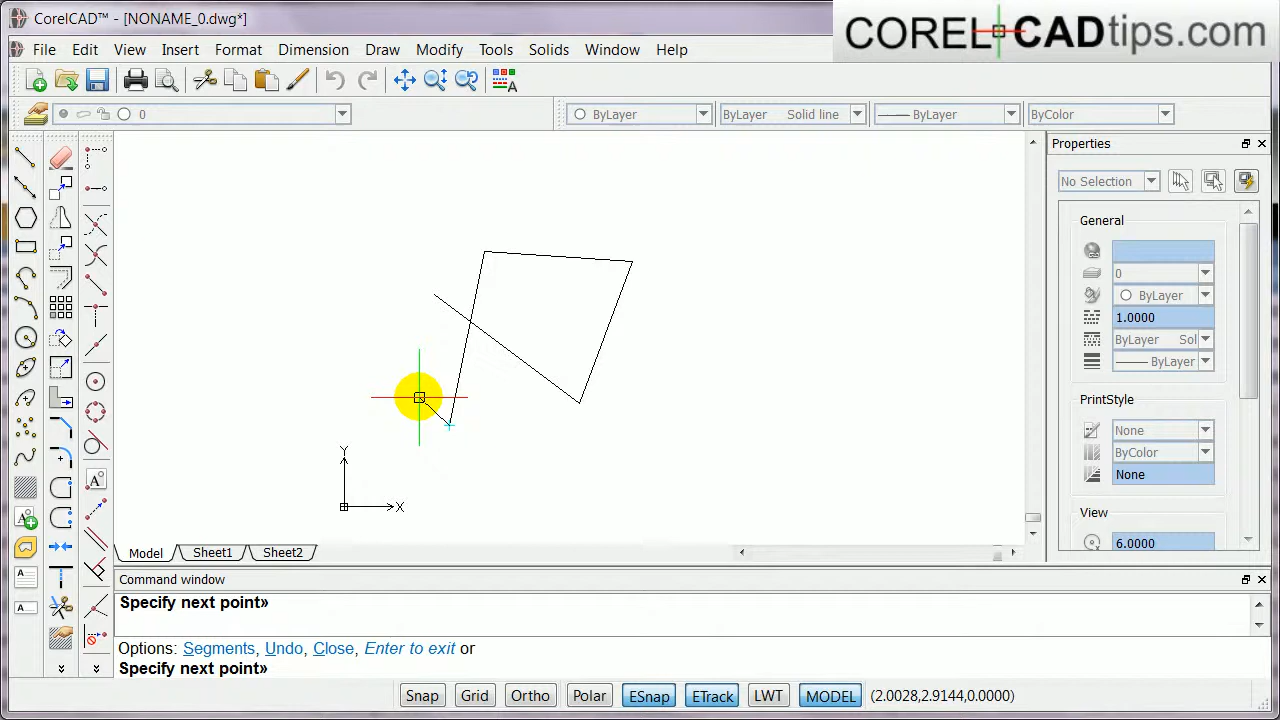 CorelCAD™ - [NONAME_0.dwg*]
CORELCADtips.com
File Edit View Insert Format Dimension Draw Modify Tools Solids Window Help
0 ByLayer ByLayer Solid line ByLayer ByColor
Properties
No Selection
General
0
ByLayer
1.0000
ByLayer Sol
ByLayer
PrintStyle
None
ByColor
None
View
6.0000
Y
X
Model Sheet1 Sheet2
Command window
Specify next point»
Options: Segments, Undo, Close, Enter to exit or
Specify next point»
Snap Grid Ortho Polar ESnap ETrack LWT MODEL (2.0028,2.9144,0.0000)